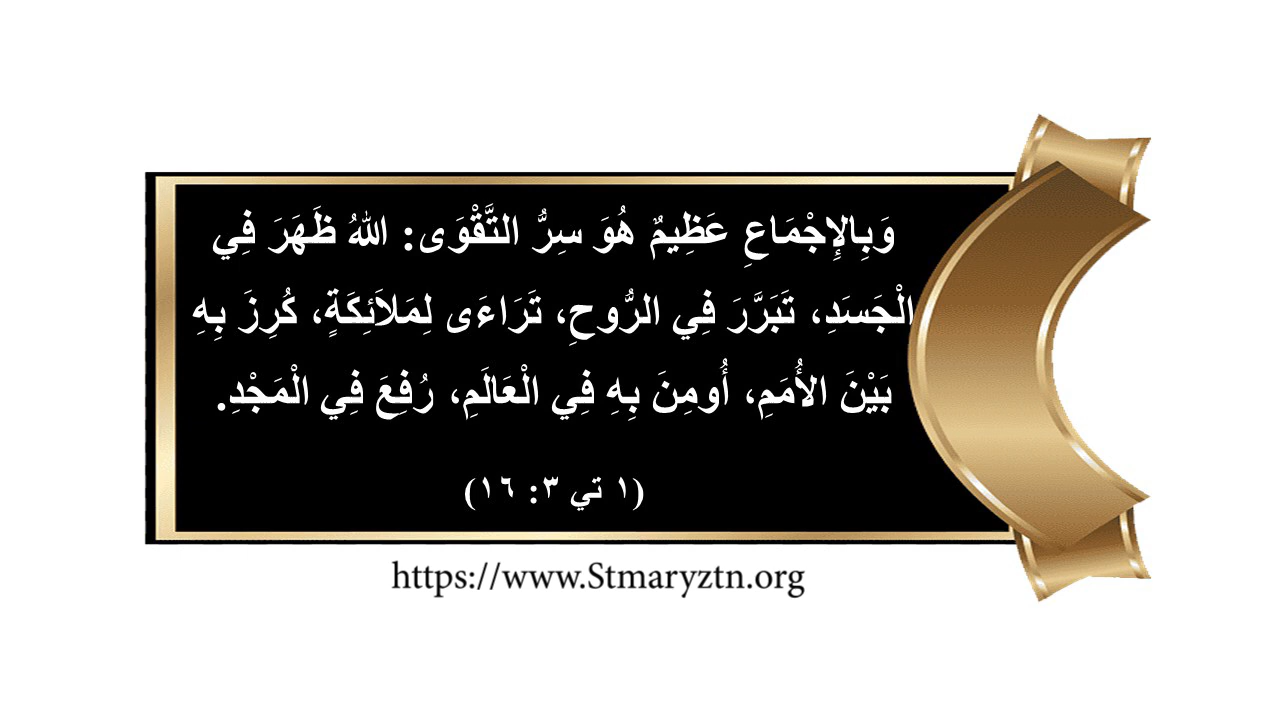 وَبِالإِجْمَاعِ عَظِيمٌ هُوَ سِرُّ التَّقْوَى: اللهُ ظَهَرَ فِي
الْجَسَدِ، تَبَرَّرَ فِي الرُّوحِ، تَرَاءَى لِمَلاَئِكَةٍ، كُرِزَ بِهِ
بَيْنَ الأُمَمِ، أُومِنَ بِهِ فِي الْعَالَمِ، رُفِعَ فِي الْمَجْدِ.
(١ تي ٣: ١٦)
https://www.Stmaryztn.org